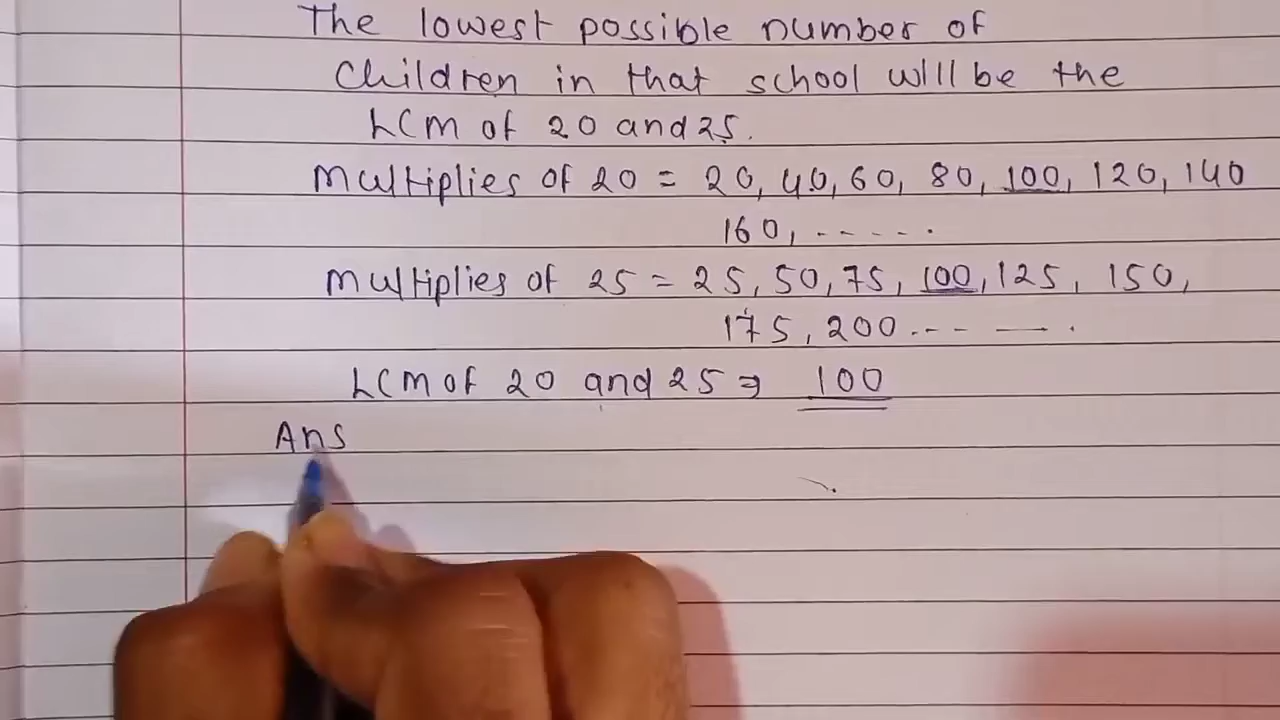 The lowest possible number of
Children in that school will be the
LCM of 20 and 25.
Multiplies of 20 = 20, 40, 60, 80, 100, 120, 140
160, - - - - - .
Multiplies of 25 = 25, 50, 75, 100, 125, 150,
175, 200 .- -- — .
LCM of 20 and 25 ⇒ 100
Ans